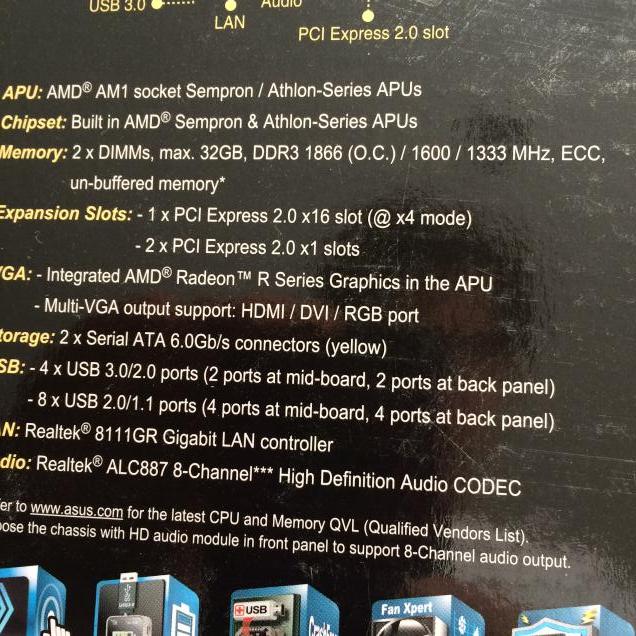 USB 3.0
LAN
Audio
PCI Express 2.0 slot
APU: AMD® AM1 socket Sempron / Athlon-Series APUs
Chipset: Built in AMD® Sempron & Athlon-Series APUs
Memory: 2 x DIMMs, max. 32GB, DDR3 1866 (O.C.) / 1600 / 1333 MHz, ECC,
un-buffered memory*
Expansion Slots: - 1 x PCI Express 2.0 x16 slot (@ x4 mode)
- 2 x PCI Express 2.0 x1 slots
GA: - Integrated AMD® Radeon™ R Series Graphics in the APU
- Multi-VGA output support: HDMI / DVI / RGB port
torage: 2 x Serial ATA 6.0Gb/s connectors (yellow)
SB: - 4 x USB 3.0/2.0 ports (2 ports at mid-board, 2 ports at back panel)
- 8 x USB 2.0/1.1 ports (4 ports at mid-board, 4 ports at back panel)
N: Realtek® 8111GR Gigabit LAN controller
dio: Realtek® ALC887 8-Channel*** High Definition Audio CODEC
er to www.asus.com for the latest CPU and Memory QVL (Qualified Vendors List).
ose the chassis with HD audio module in front panel to support 8-Channel audio output.
USB
Fan Xpert